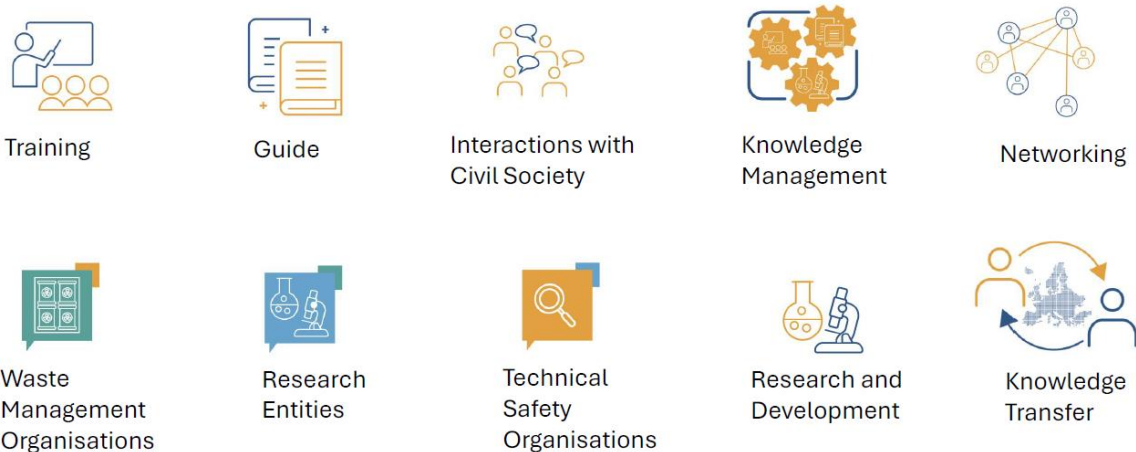 Training
Guide
Interactions with
Civil Society
Knowledge
Management
Networking
Waste
Management
Organisations
Research
Entities
Technical
Safety
Organisations
Research and
Development
Knowledge
Transfer